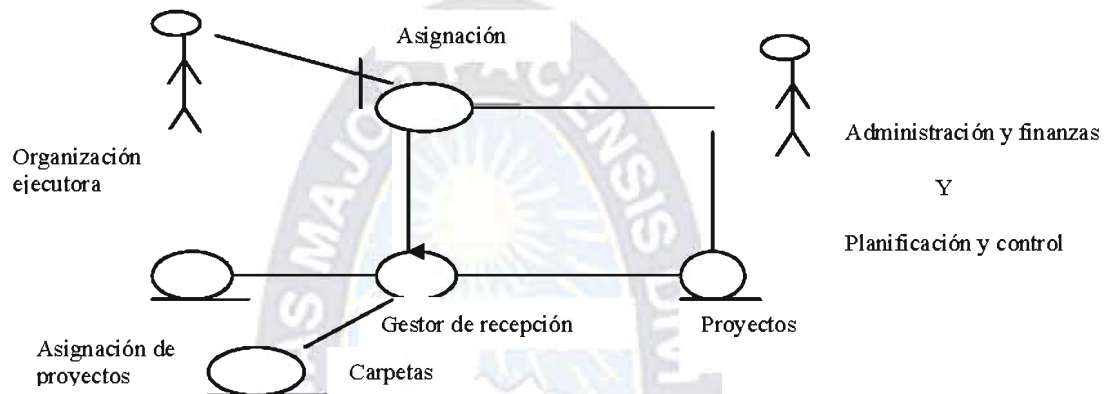 Asignación
Organización
ejecutora
Administración y finanzas
Y
Planificación y control
Gestor de recepción
Proyectos
Asignación de
proyectos
Carpetas